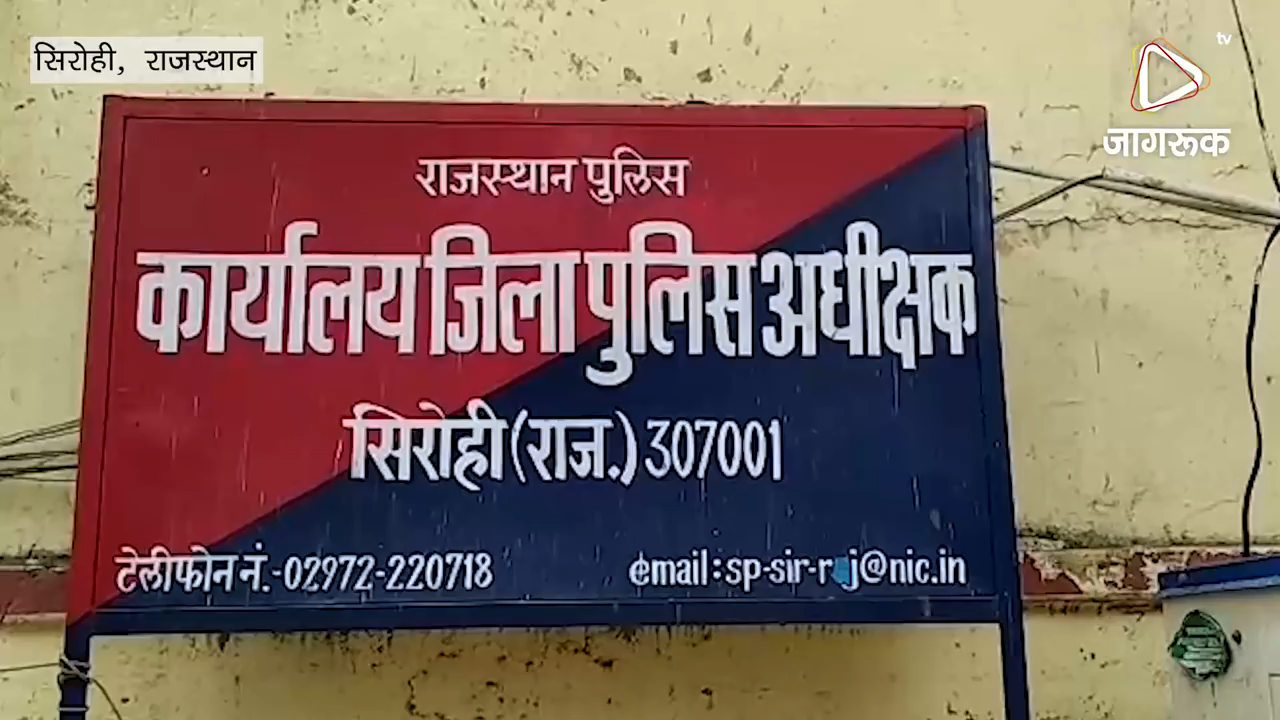 सिरोही, राजस्थान
tv
जागरूक
राजस्थान पुलिस
कार्यालय जिला पुलिस अधीक्षक
सिरोही (राज.) 307001
टेलीफोन नं.-02972-220718
email:sp-sir-raj@nic.in